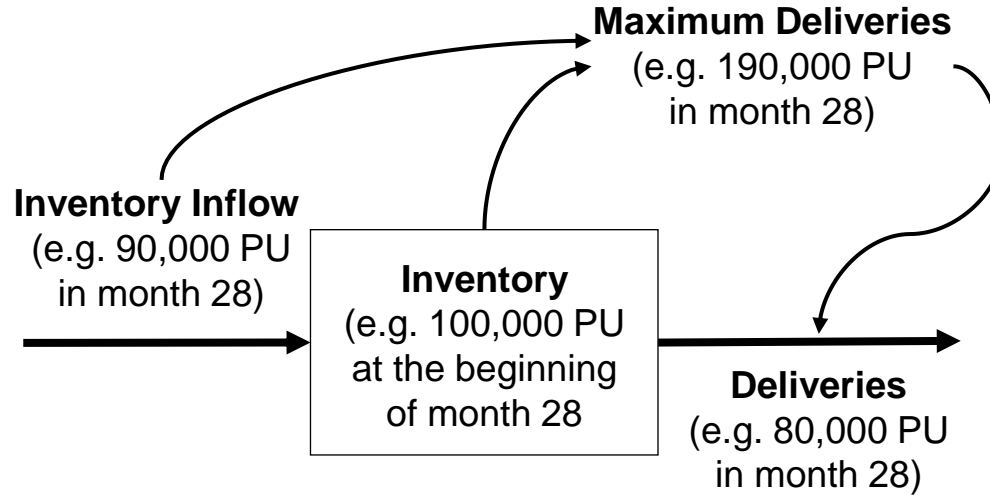 Maximum Deliveries
(e.g. 190,000 PU
in month 28)
Inventory Inflow
(e.g. 90,000 PU
in month 28)
Inventory
(e.g. 100,000 PU
at the beginning
of month 28
Deliveries
(e.g. 80,000 PU
in month 28)